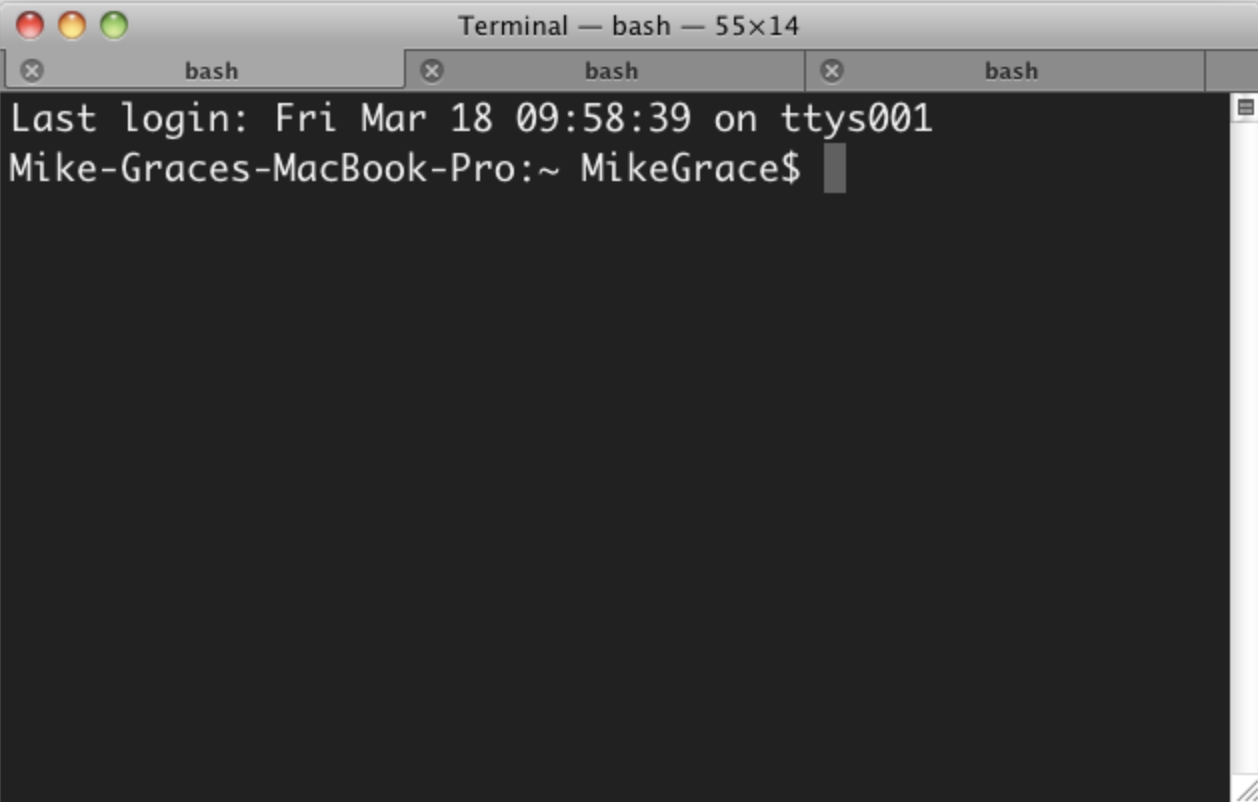 Terminal — bash — 55×14
bash bash bash
Last login: Fri Mar 18 09:58:39 on ttys001
Mike-Graces-MacBook-Pro:~ MikeGrace$